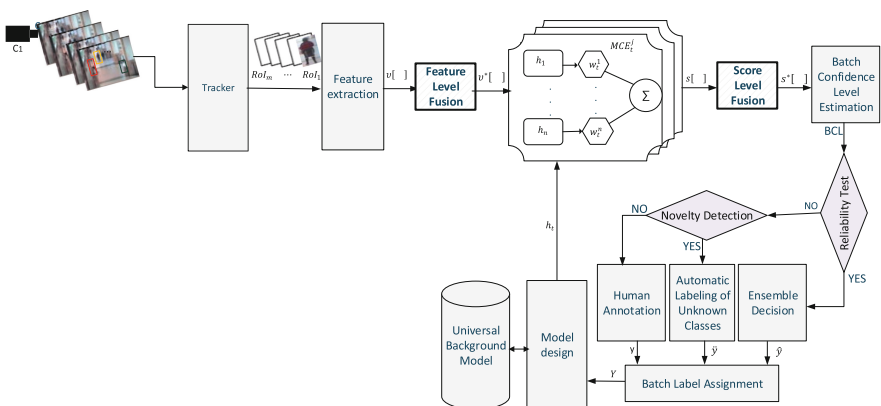 C1
Tracker
RoI_m ... RoI_1
Feature
extraction
v[ ]
Feature
Level
Fusion
v*[ ]
MCE_t^j
h_1
w_t^1
Σ
h_n
w_t^n
s[ ]
Score
Level
Fusion
s*[ ]
Batch
Confidence
Level
Estimation
BCL
Reliability Test
NO
YES
Novelty Detection
NO
YES
Human
Annotation
Automatic
Labeling of
Unknown
Classes
Ensemble
Decision
y
ÿ
ŷ
Batch Label Assignment
Y
Model
design
h_t
Universal
Background
Model